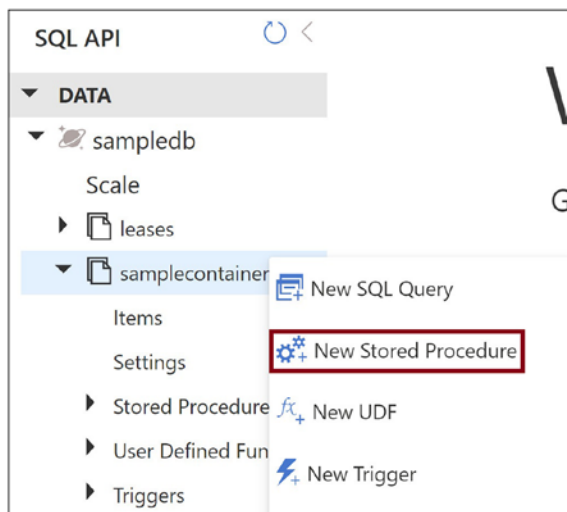 SQL API
DATA
sampledb
Scale
leases
samplecontainer
Items
Settings
Stored Procedure
User Defined Fun
Triggers
New SQL Query
New Stored Procedure
New UDF
New Trigger